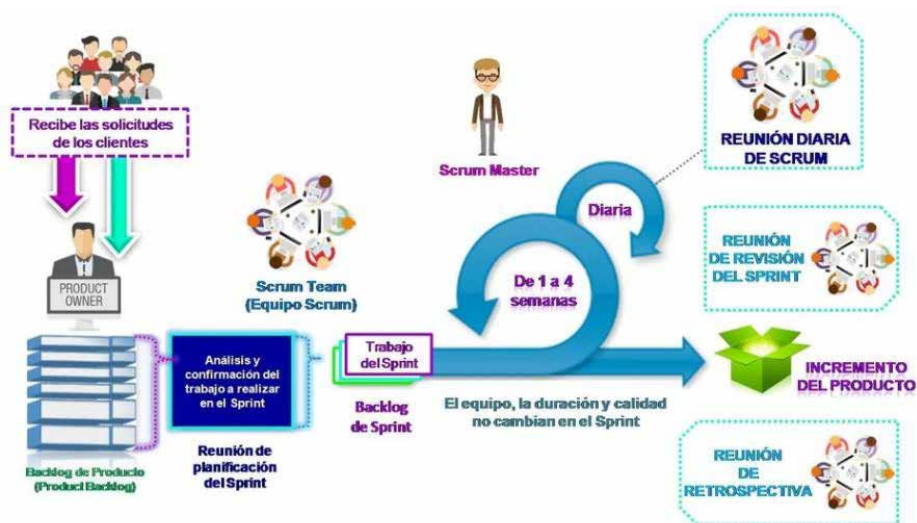 Recibe las solicitudes
de los clientes
PRODUCT
OWNER
Backlog de Producto
(Product Backlog)
Scrum Team
(Equipo Scrum)
Análisis y
confirmación del
trabajo a realizar
en el Sprint
Reunión de
planificación
del Sprint
Trabajo
del Sprint
Backlog
de Sprint
Scrum Master
Diaria
De 1 a 4
semanas
El equipo, la duración y calidad
no cambian en el Sprint
REUNIÓN DIARIA
DE SCRUM
REUNIÓN
DE REVISIÓN
DEL SPRINT
INCREMENTO
DEL PRODUCTO
REUNIÓN
DE
RETROSPECTIVA